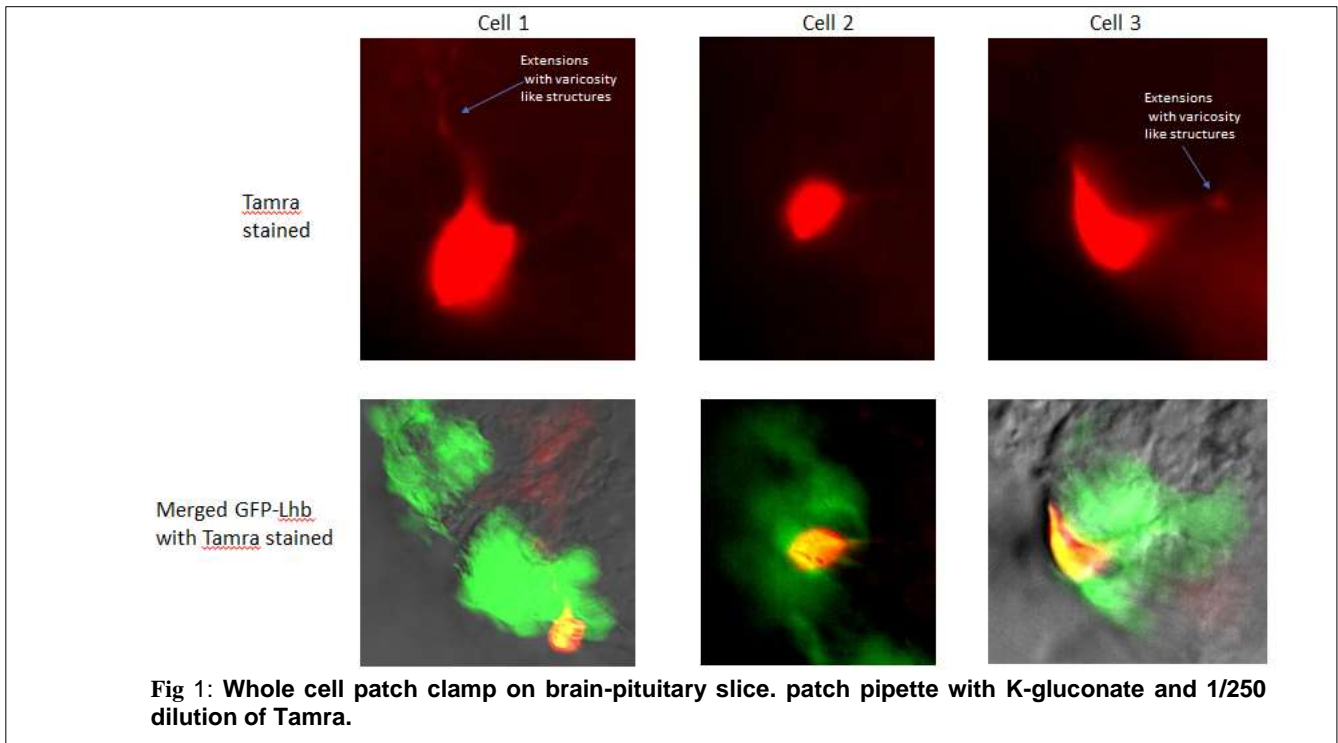 Cell 1
Cell 2
Cell 3
Extensions
with varicosity
like structures
Extensions
with varicosity
like structures
Tamra
stained
Merged GFP-Lhb
with Tamra stained
Fig 1: Whole cell patch clamp on brain-pituitary slice. patch pipette with K-gluconate and 1/250
dilution of Tamra.